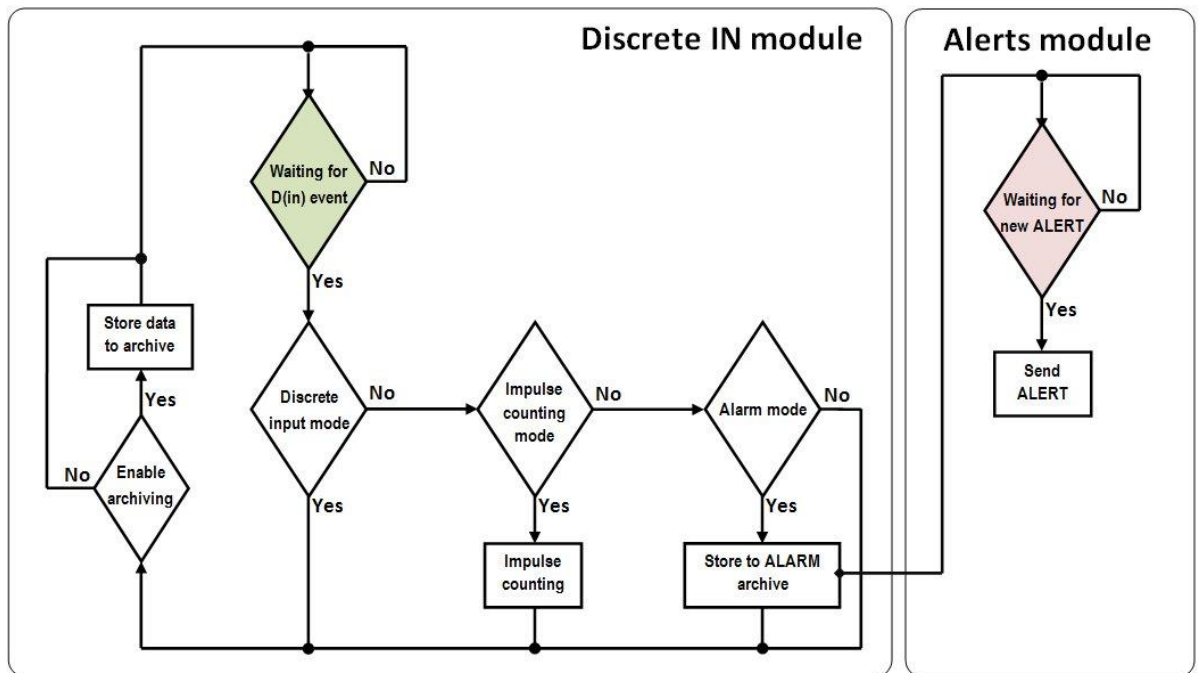 Discrete IN module
Waiting for
D(in) event
No
Yes
Store data
to archive
Yes
Enable
archiving
No
Discrete
input mode
No
Yes
Impulse
counting
mode
No
Yes
Impulse
counting
Alarm mode
No
Yes
Store to ALARM
archive
Alerts module
Waiting for
new ALERT
No
Yes
Send
ALERT